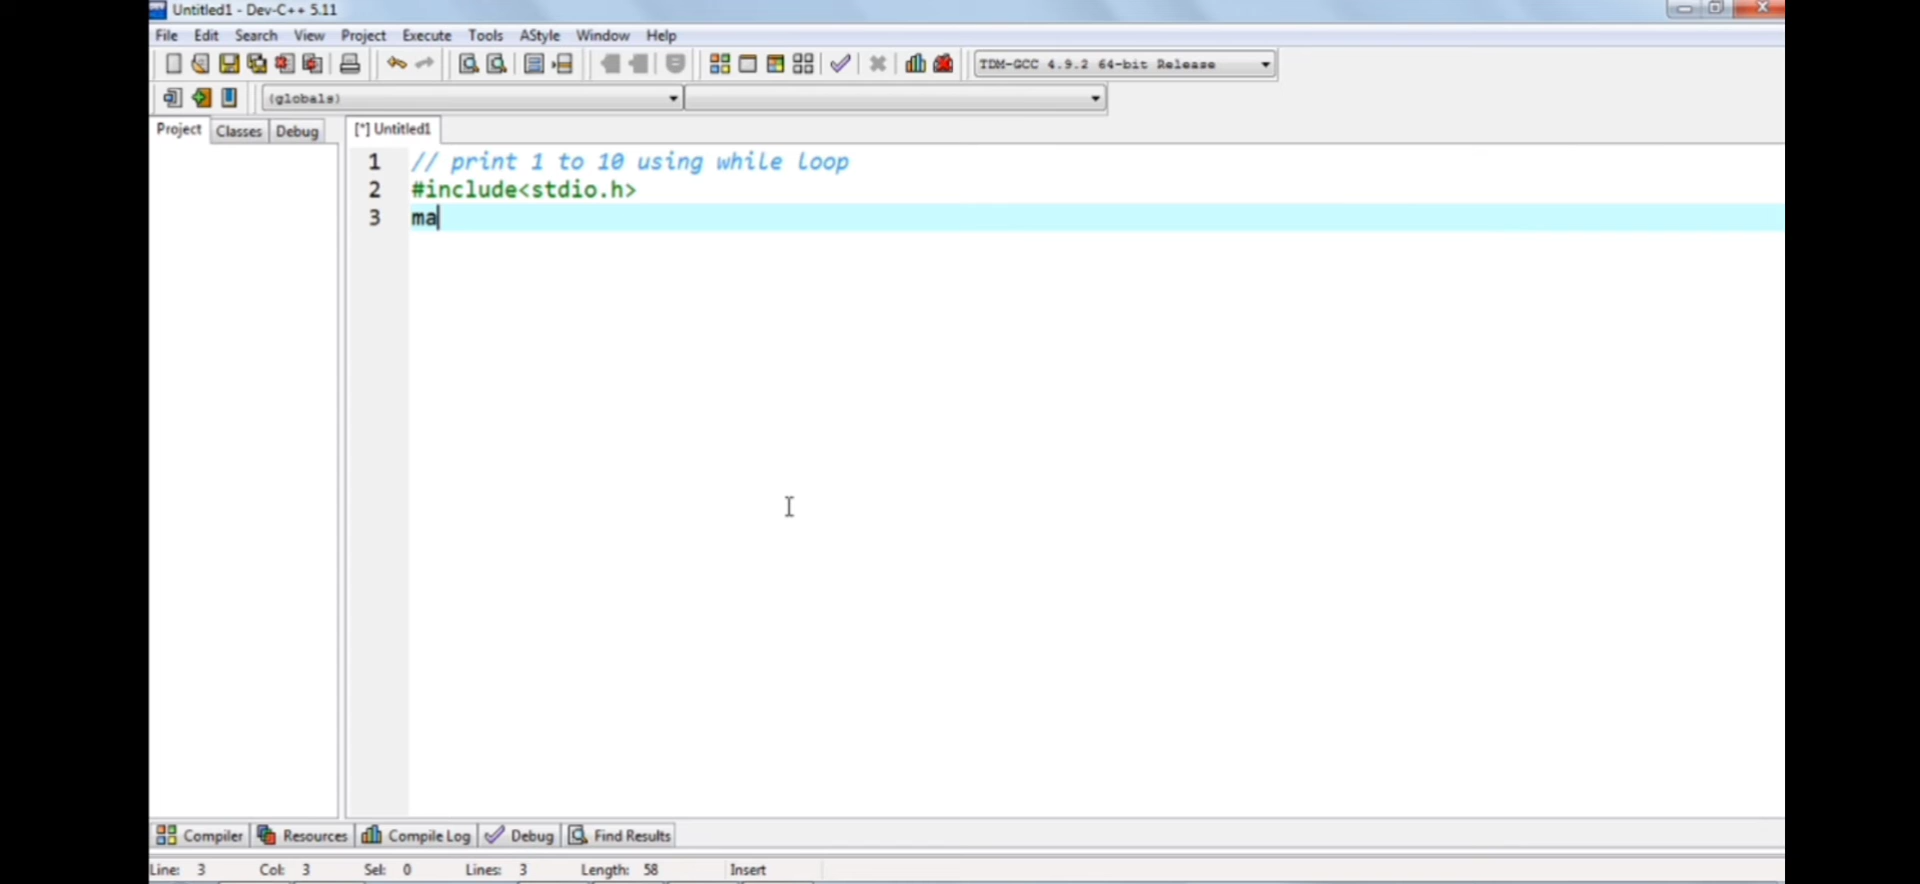 Untitled1 - Dev-C++ 5.11
File Edit Search View Project Execute Tools AStyle Window Help
TDM-GCC 4.9.2 64-bit Release
(globals)
Project Classes Debug [*] Untitled1
1 // print 1 to 10 using while loop
2 #include<stdio.h>
3 ma
Compiler Resources Compile Log Debug Find Results
Line: 3 Col: 3 Sel: 0 Lines: 3 Length: 58 Insert